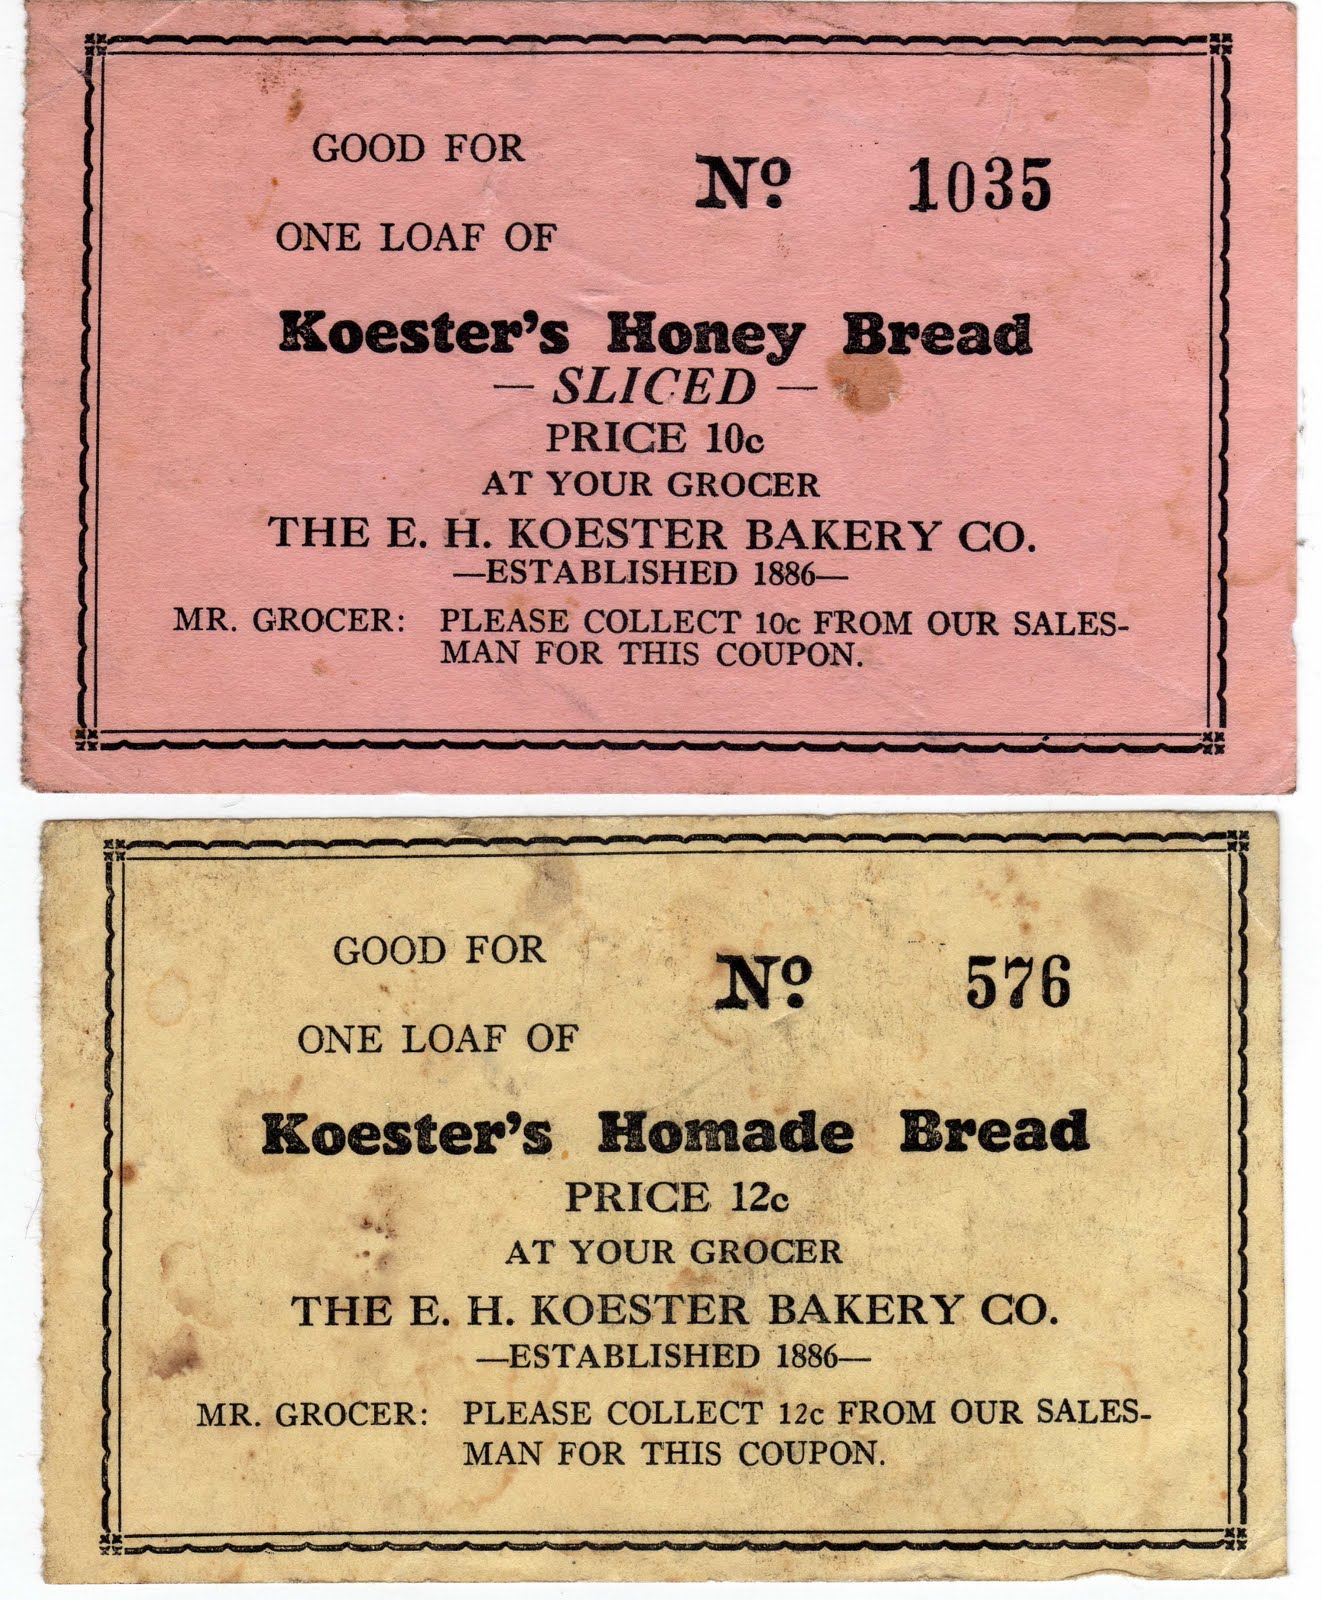 GOOD FOR
Nº 1035
ONE LOAF OF
Koester's Honey Bread
— SLICED —
PRICE 10c
AT YOUR GROCER
THE E. H. KOESTER BAKERY CO.
—ESTABLISHED 1886—
MR. GROCER: PLEASE COLLECT 10c FROM OUR SALES-
MAN FOR THIS COUPON.
GOOD FOR
Nº 576
ONE LOAF OF
Koester's Homade Bread
PRICE 12c
AT YOUR GROCER
THE E. H. KOESTER BAKERY CO.
—ESTABLISHED 1886—
MR. GROCER: PLEASE COLLECT 12c FROM OUR SALES-
MAN FOR THIS COUPON.